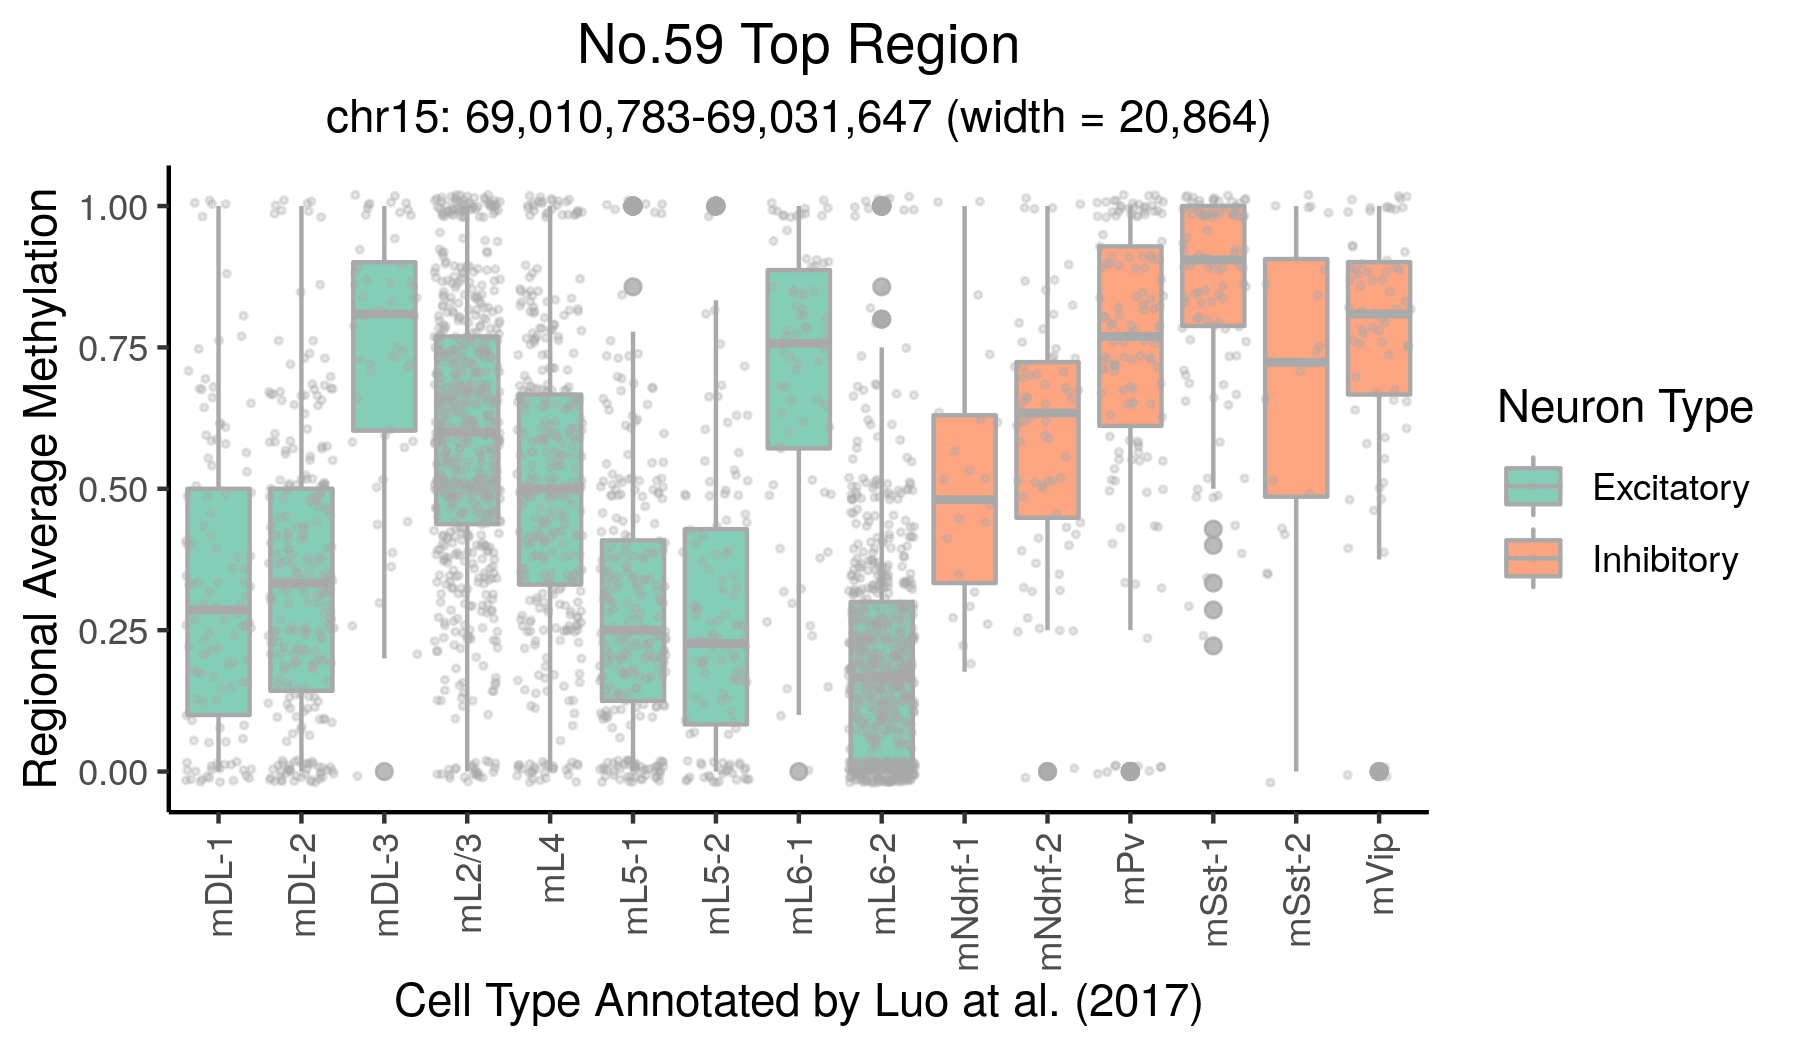 No.59 Top Region
chr15: 69,010,783-69,031,647 (width = 20,864)
Regional Average Methylation
1.00
0.75
0.50
0.25
0.00
mDL-1
mDL-2
mDL-3
mL2/3
mL4
mL5-1
mL5-2
mL6-1
mL6-2
mNdnf-1
mNdnf-2
mPv
mSst-1
mSst-2
mVip
Cell Type Annotated by Luo at al. (2017)
Neuron Type
Excitatory
Inhibitory